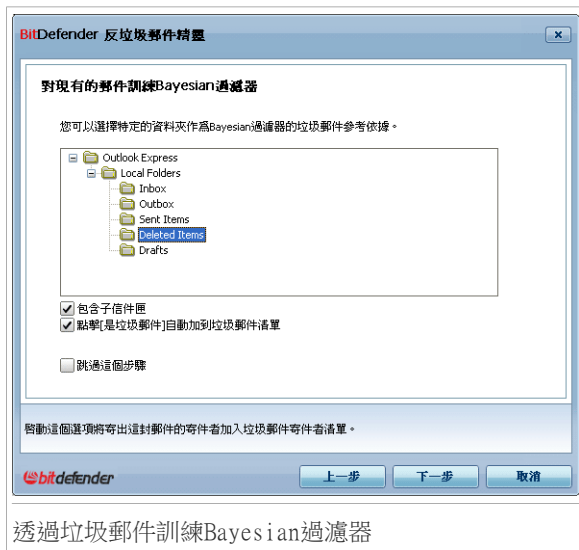 BitDefender 反垃圾郵件精靈
對現有的郵件訓練Bayesian過濾器
您可以選擇特定的資料夾作爲Bayesian過濾器的垃圾郵件參考依據。
Outlook Express
Local Folders
Inbox
Outbox
Sent Items
Deleted Items
Drafts
包含子信件匣
點擊[是垃圾郵件]自動加到垃圾郵件清單
跳過這個步驟
啓動這個選項將寄出這封郵件的寄件者加入垃圾郵件寄件者清單。
bitdefender
上一步
下一步
取消
透過垃圾郵件訓練Bayesian過濾器